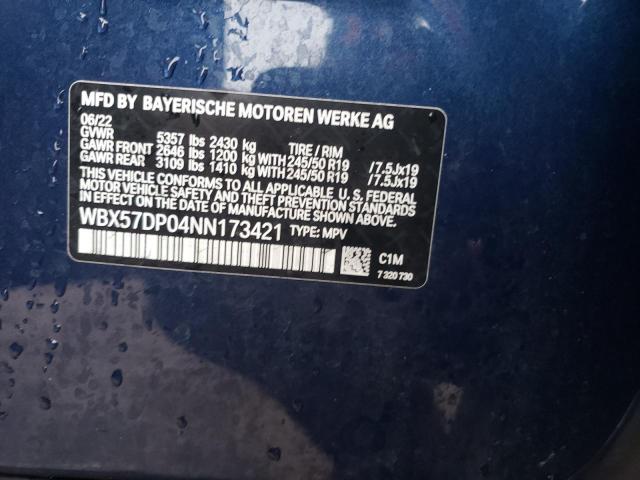 MFD BY BAYERISCHE MOTOREN WERKE AG
06/22
GVWR 5357 lbs 2430 kg TIRE / RIM
GAWR FRONT 2646 lbs 1200 kg WITH 245/50 R19 /7.5Jx19
GAWR REAR 3109 lbs 1410 kg WITH 245/50 R19 /7.5Jx19
THIS VEHICLE CONFORMS TO ALL APPLICABLE U. S. FEDERAL
MOTOR VEHICLE SAFETY AND THEFT PREVENTION STANDARDS
IN EFFECT ON THE DATE OF MANUFACTURE SHOWN ABOVE.
WBX57DP04NN173421 TYPE: MPV
C1M
7 320 730